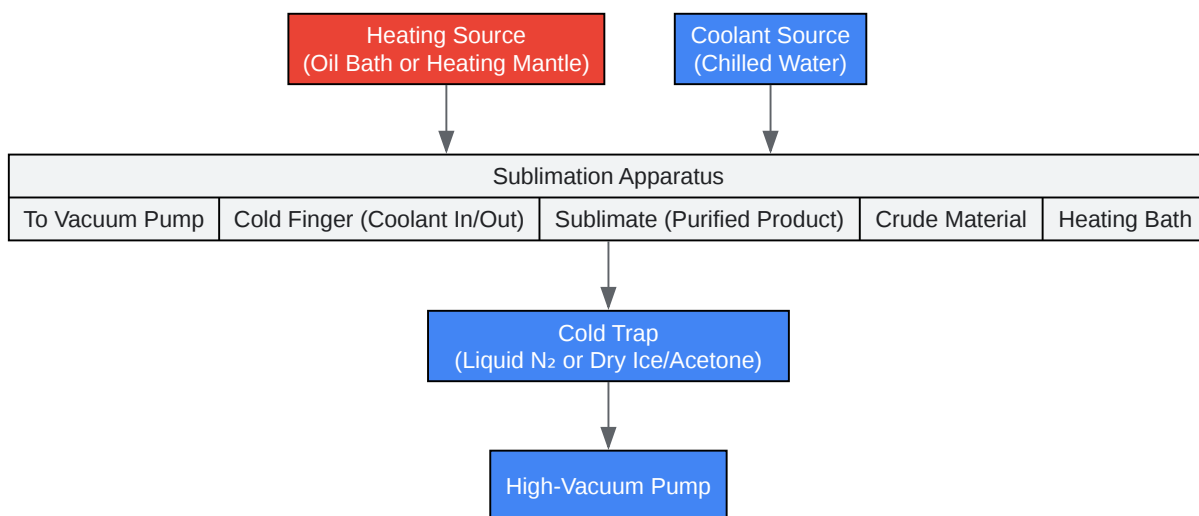 Heating Source
(Oil Bath or Heating Mantle)
Coolant Source
(Chilled Water)
Sublimation Apparatus
To Vacuum Pump
Cold Finger (Coolant In/Out)
Sublimate (Purified Product)
Crude Material
Heating Bath
Cold Trap
(Liquid N₂ or Dry Ice/Acetone)
High-Vacuum Pump